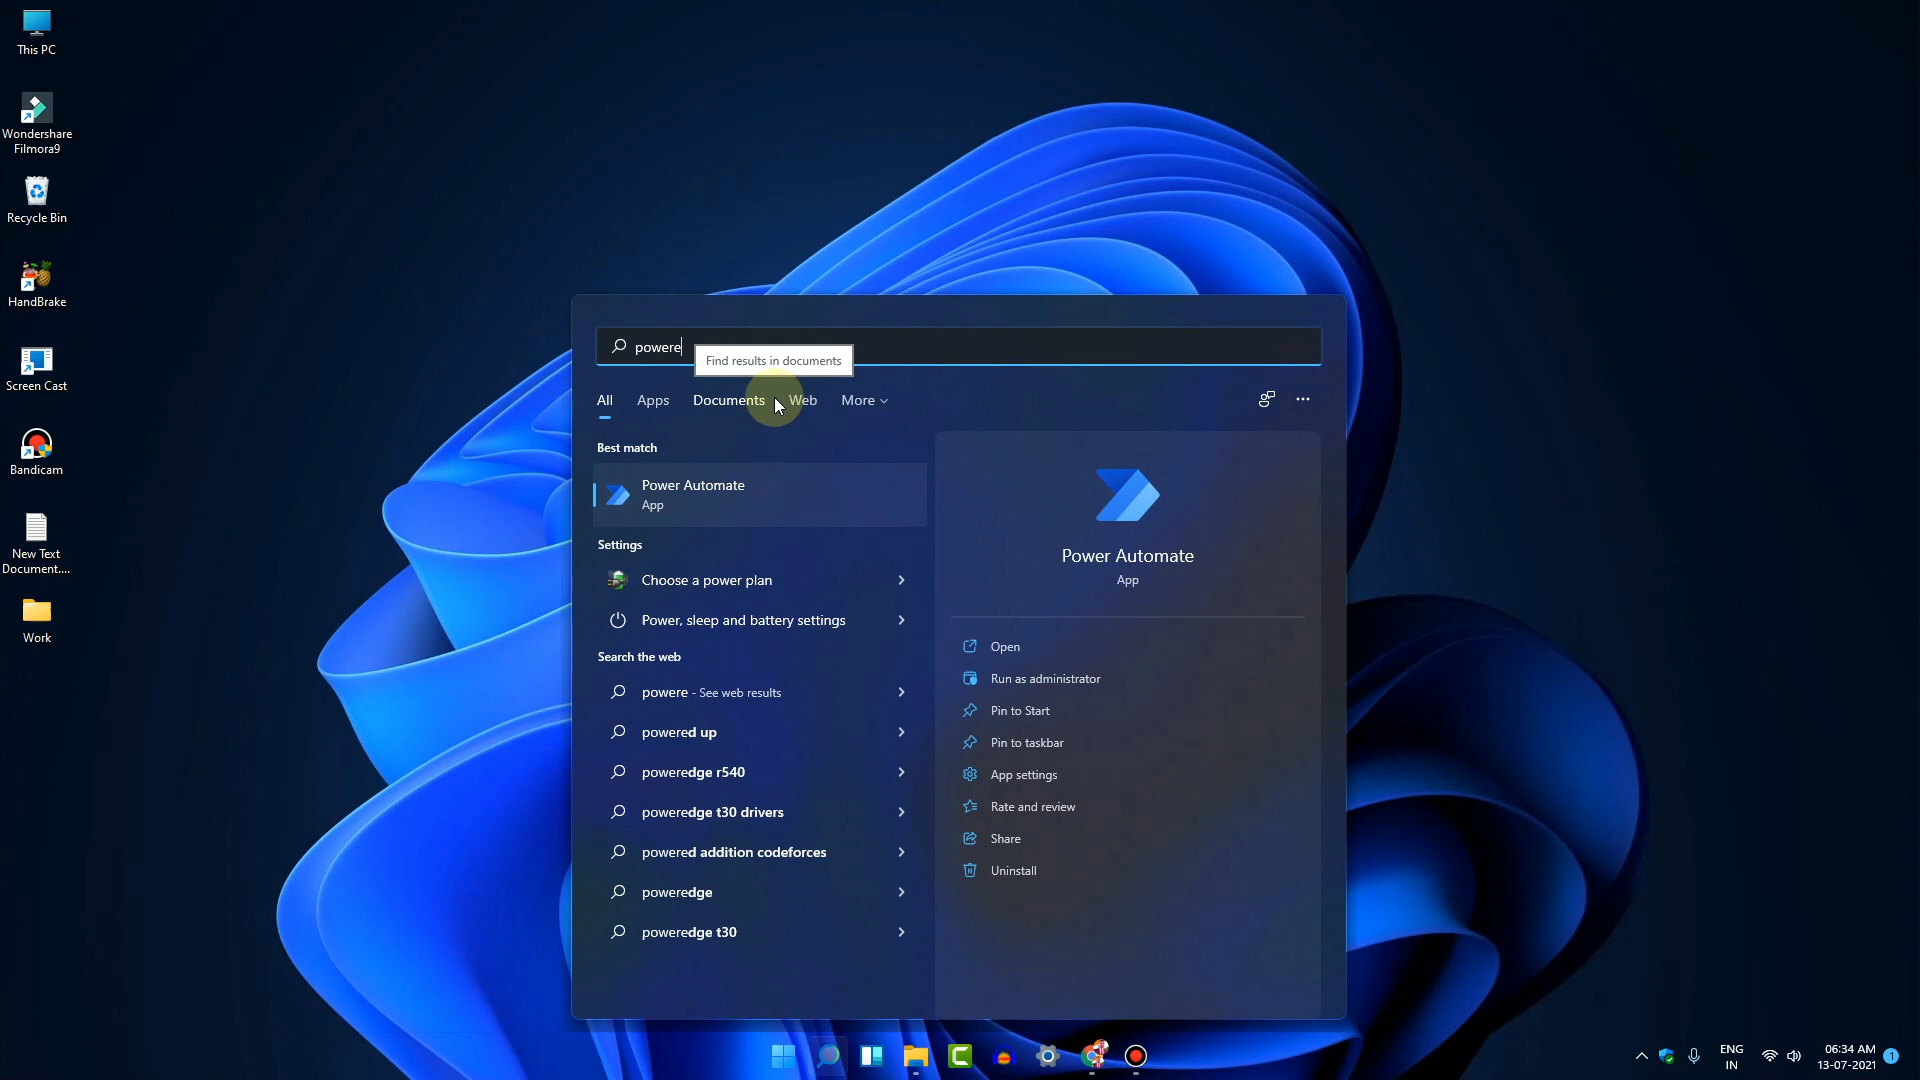 This PC
Wondershare
Filmora9
Recycle Bin
HandBrake
Screen Cast
Bandicam
New Text
Document....
Work
powere
Find results in documents
All
Apps
Documents
Web
More
Best match
Power Automate
App
Settings
Choose a power plan
Power, sleep and battery settings
Search the web
powere - See web results
powered up
poweredge r540
poweredge t30 drivers
powered addition codeforces
poweredge
poweredge t30
Power Automate
App
Open
Run as administrator
Pin to Start
Pin to taskbar
App settings
Rate and review
Share
Uninstall
ENG
IN
06:34 AM
13-07-2021
1